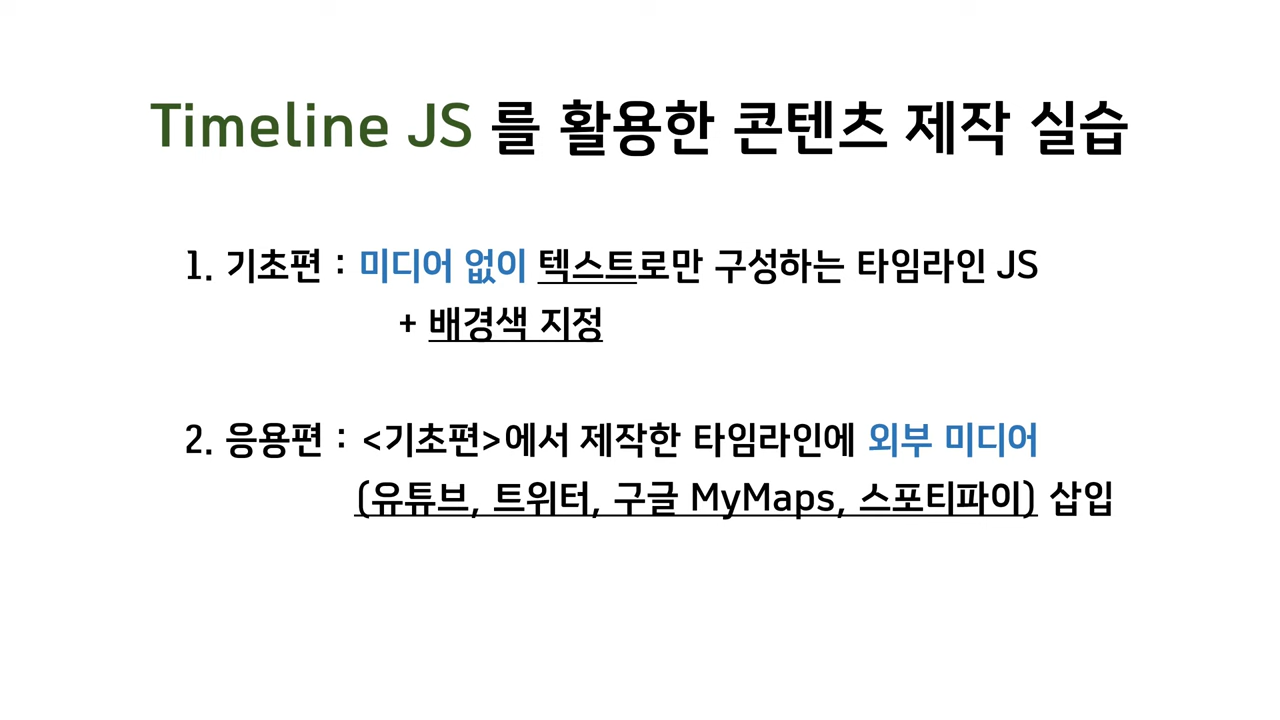 Timeline JS 를 활용한 콘텐츠 제작 실습
1. 기초편 : 미디어 없이 텍스트로만 구성하는 타임라인 JS
+ 배경색 지정
2. 응용편 : <기초편>에서 제작한 타임라인에 외부 미디어
(유튜브, 트위터, 구글 MyMaps, 스포티파이) 삽입